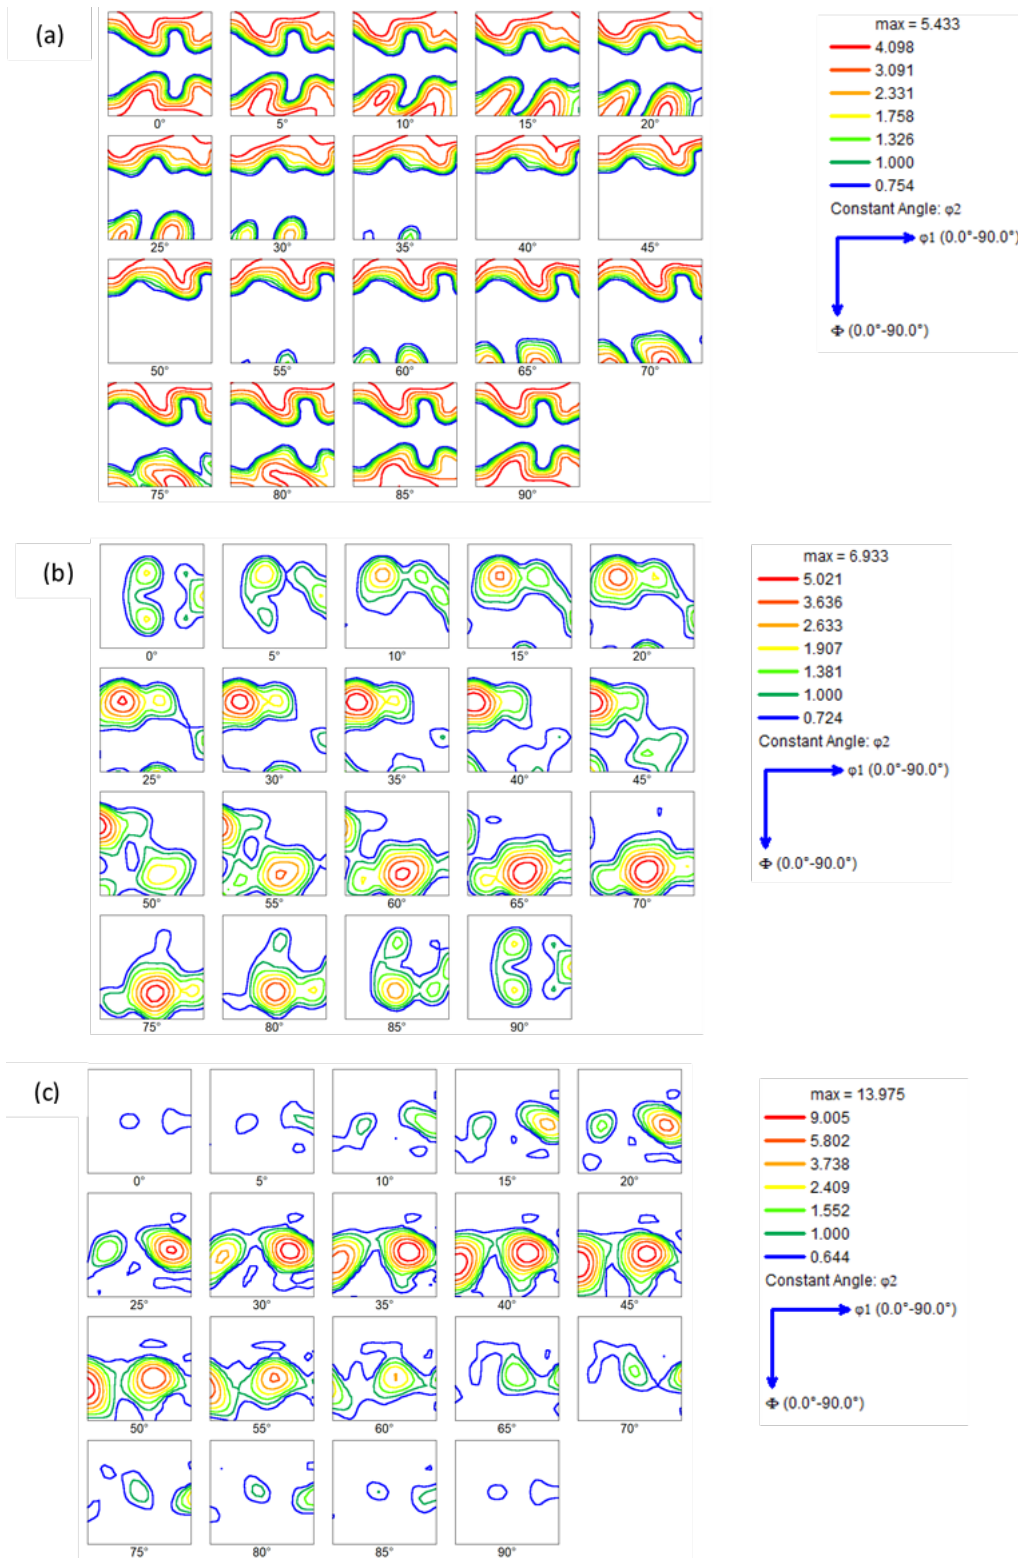 (a)
0° 5° 10° 15° 20°
25° 30° 35° 40° 45°
50° 55° 60° 65° 70°
75° 80° 85° 90°
max = 5.433
4.098
3.091
2.331
1.758
1.326
1.000
0.754
Constant Angle: φ2
φ1 (0.0°-90.0°)
Φ (0.0°-90.0°)
(b)
0° 5° 10° 15° 20°
25° 30° 35° 40° 45°
50° 55° 60° 65° 70°
75° 80° 85° 90°
max = 6.933
5.021
3.636
2.633
1.907
1.381
1.000
0.724
Constant Angle: φ2
φ1 (0.0°-90.0°)
Φ (0.0°-90.0°)
(c)
0° 5° 10° 15° 20°
25° 30° 35° 40° 45°
50° 55° 60° 65° 70°
75° 80° 85° 90°
max = 13.975
9.005
5.802
3.738
2.409
1.552
1.000
0.644
Constant Angle: φ2
φ1 (0.0°-90.0°)
Φ (0.0°-90.0°)